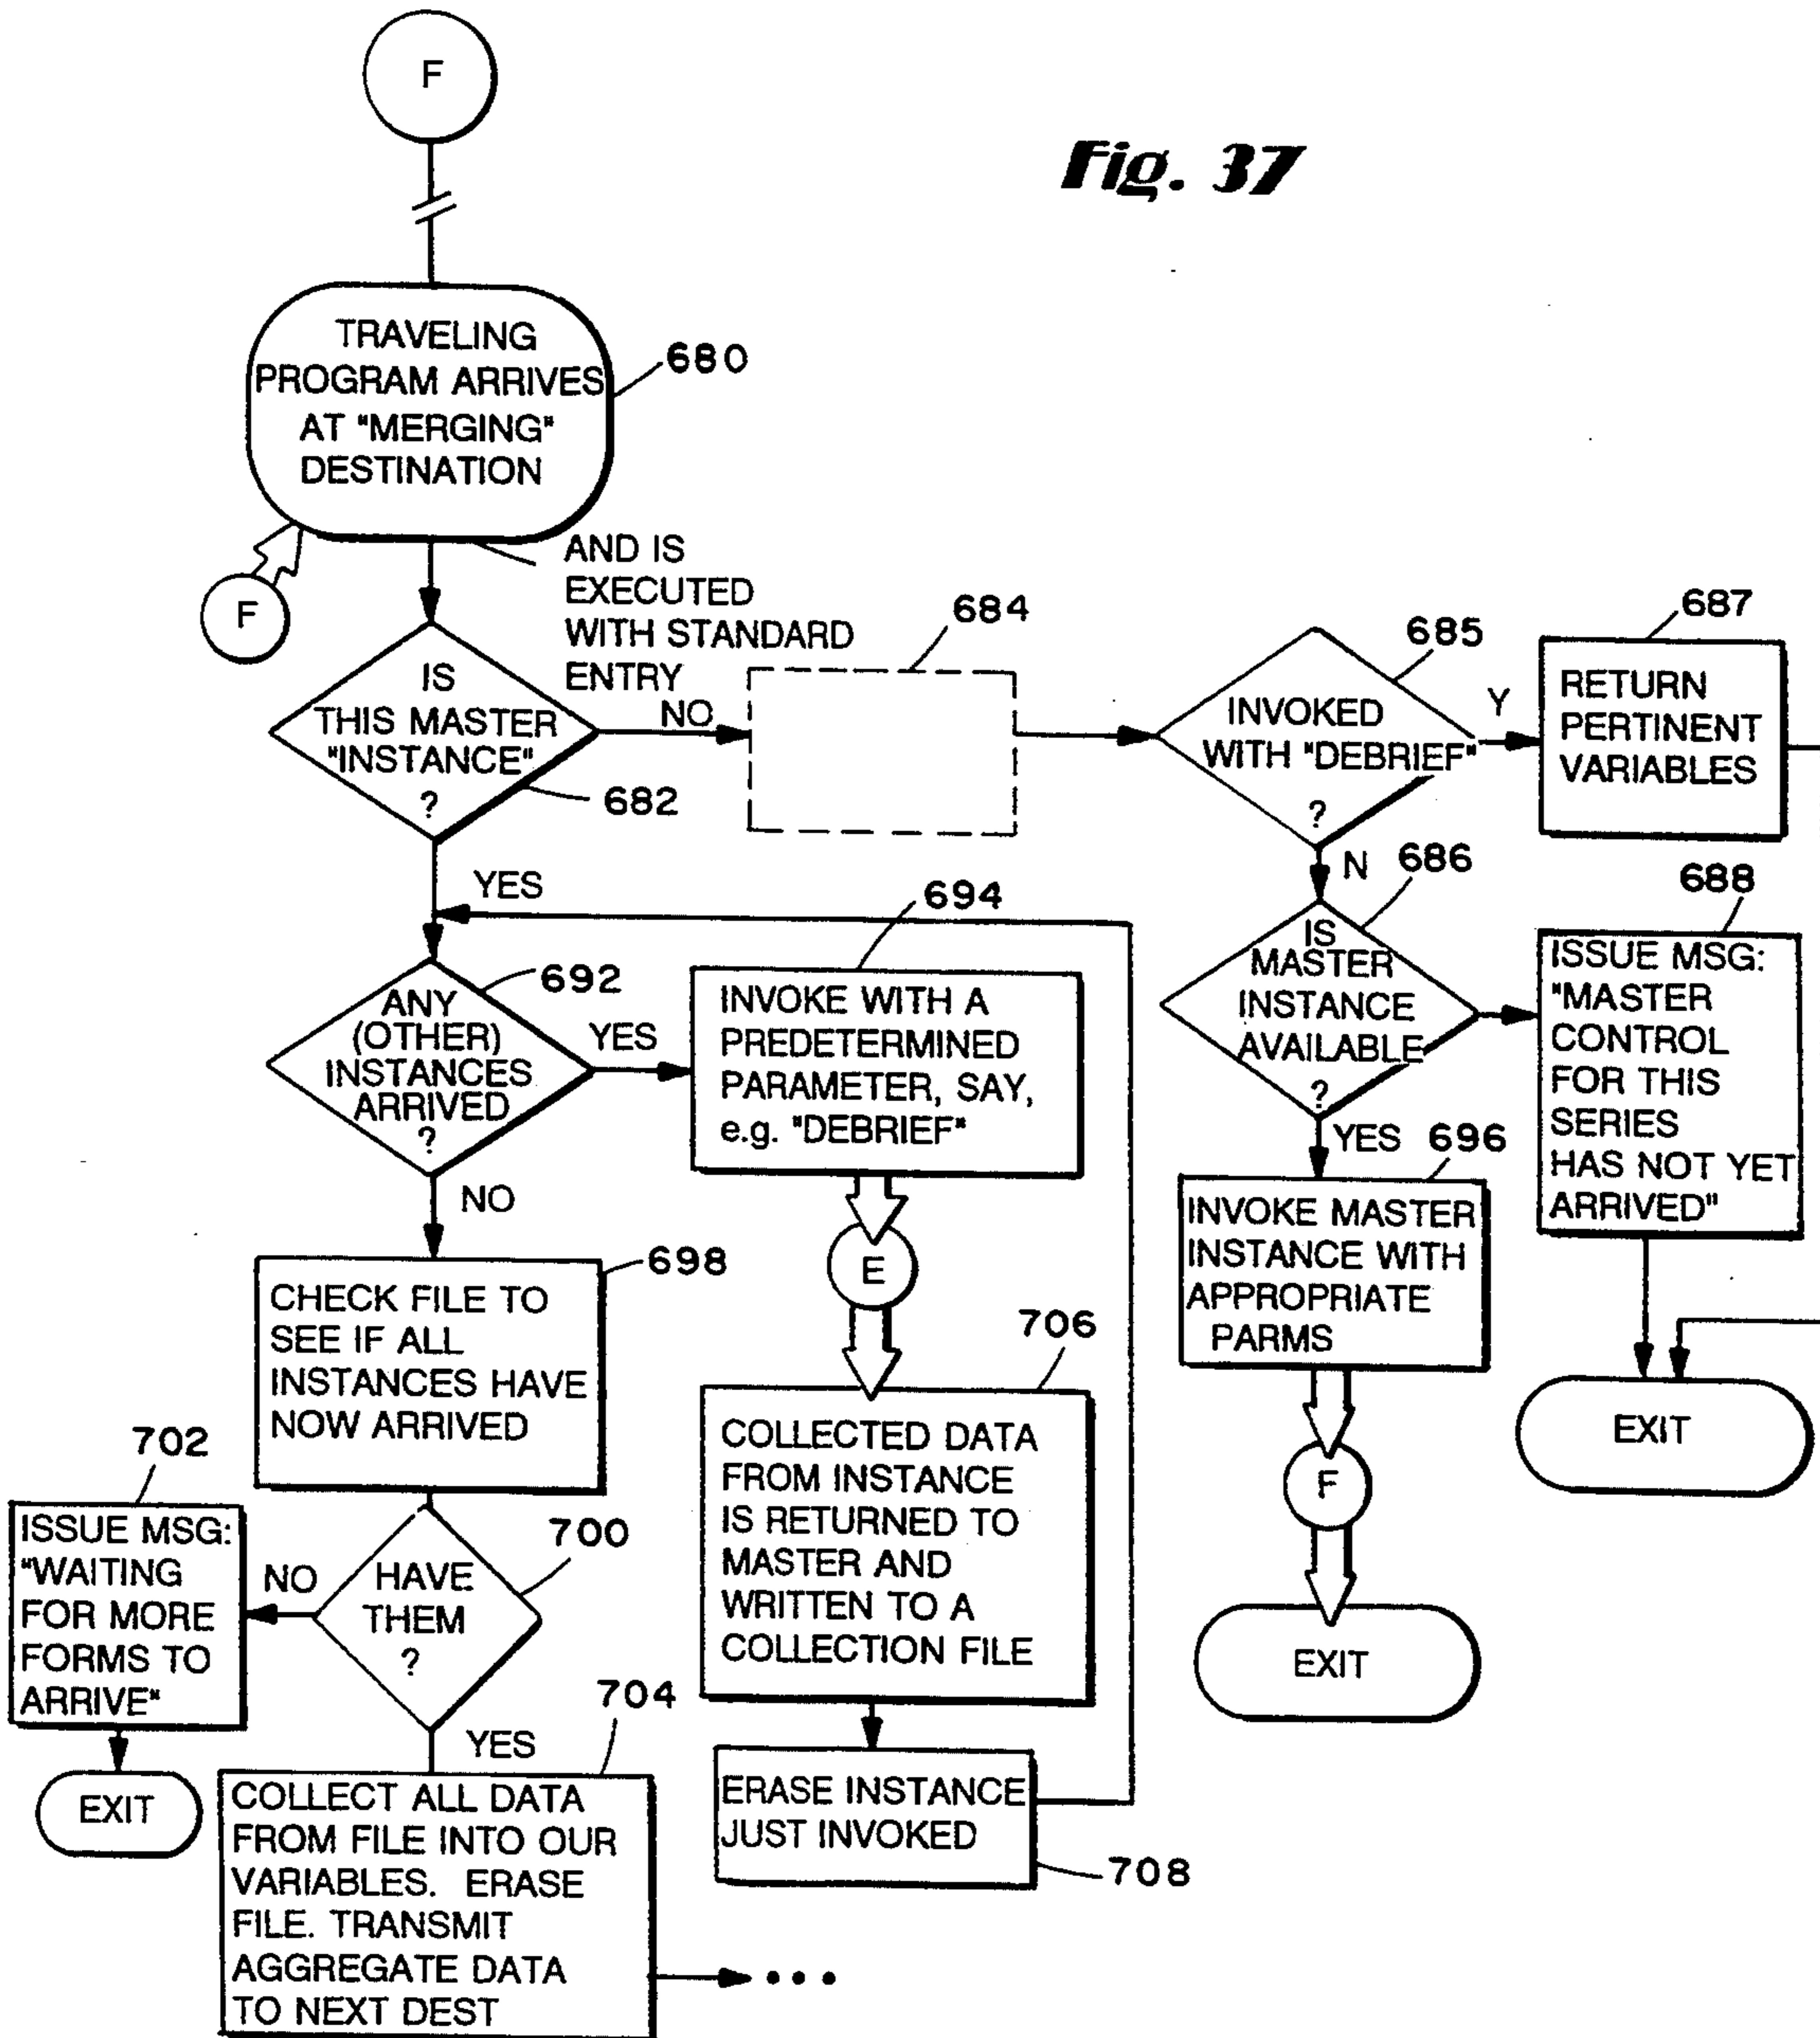 F
Fig. 37
TRAVELING
PROGRAM ARRIVES
AT "MERGING"
DESTINATION
680
F
AND IS
EXECUTED
WITH STANDARD
ENTRY
IS
THIS MASTER
"INSTANCE"
?
682
NO
684
INVOKED
WITH "DEBRIEF"
?
685
Y
687
RETURN
PERTINENT
VARIABLES
N
686
IS
MASTER
INSTANCE
AVAILABLE
?
688
ISSUE MSG:
"MASTER
CONTROL
FOR THIS
SERIES
HAS NOT YET
ARRIVED"
EXIT
YES
696
INVOKE MASTER
INSTANCE WITH
APPROPRIATE
PARMS
F
EXIT
YES
692
ANY
(OTHER)
INSTANCES
ARRIVED
?
YES
694
INVOKE WITH A
PREDETERMINED
PARAMETER, SAY,
e.g. "DEBRIEF"
E
706
COLLECTED DATA
FROM INSTANCE
IS RETURNED TO
MASTER AND
WRITTEN TO A
COLLECTION FILE
ERASE INSTANCE
JUST INVOKED
708
NO
698
CHECK FILE TO
SEE IF ALL
INSTANCES HAVE
NOW ARRIVED
700
HAVE
THEM
?
NO
702
ISSUE MSG:
"WAITING
FOR MORE
FORMS TO
ARRIVE"
EXIT
YES
704
COLLECT ALL DATA
FROM FILE INTO OUR
VARIABLES. ERASE
FILE. TRANSMIT
AGGREGATE DATA
TO NEXT DEST
• • •